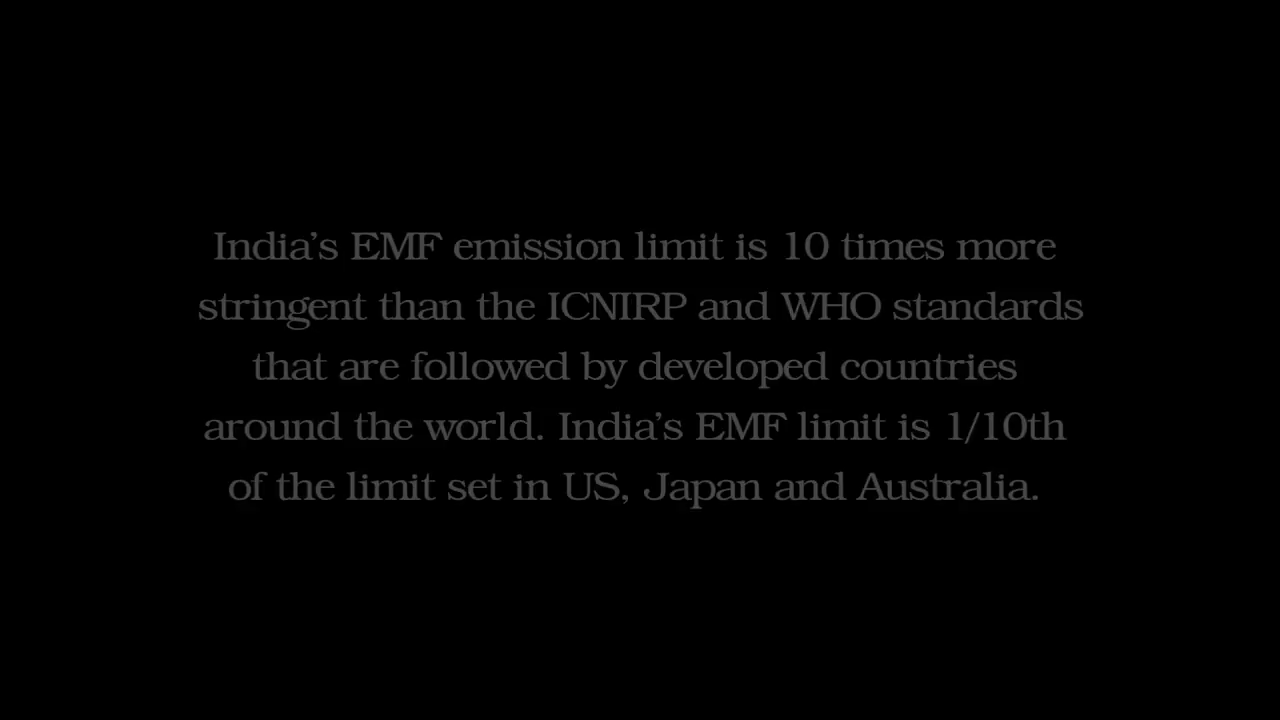 India’s EMF emission limit is 10 times more
stringent than the ICNIRP and WHO standards
that are followed by developed countries
around the world. India’s EMF limit is 1/10th
of the limit set in US, Japan and Australia.